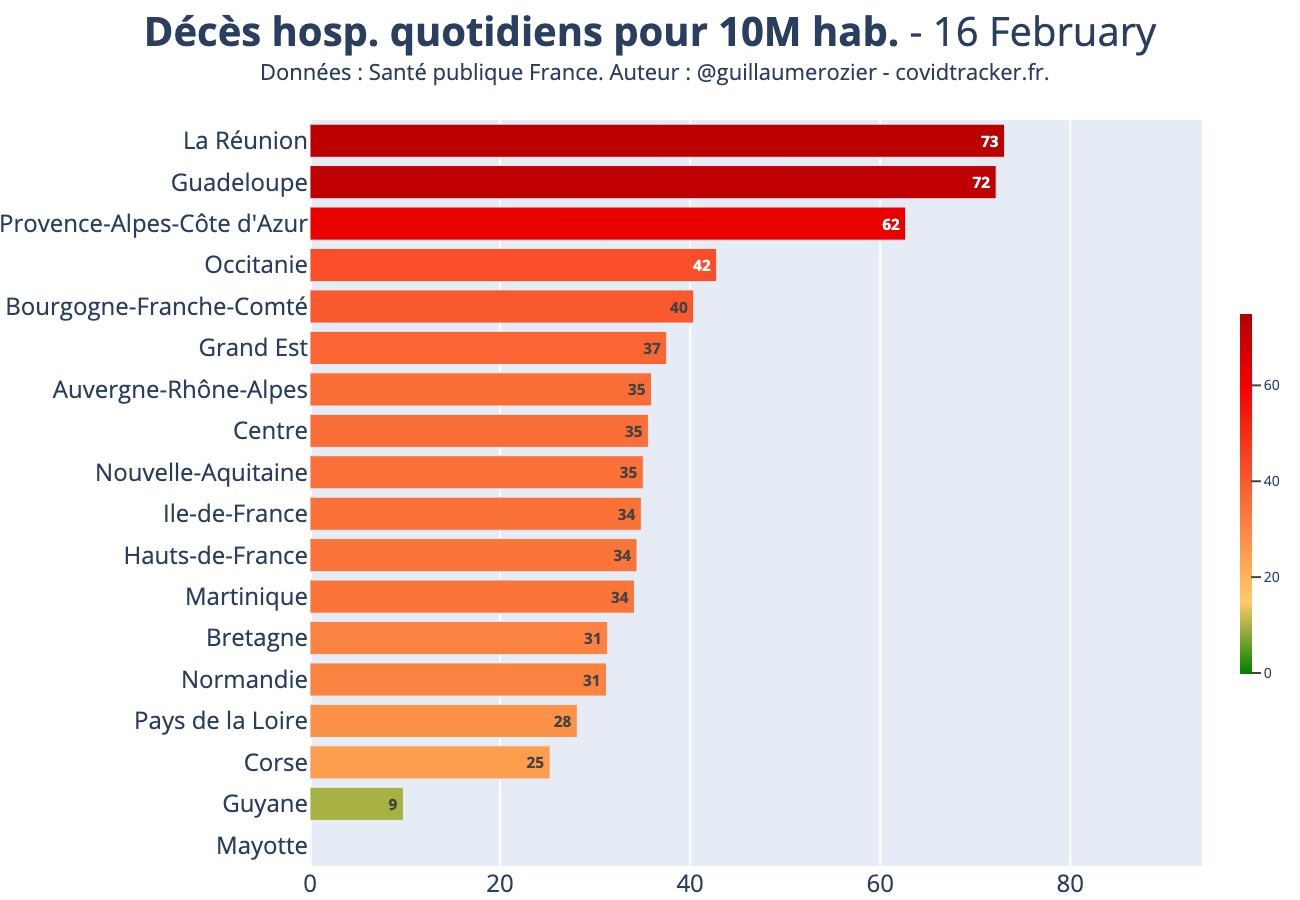 Décès hosp. quotidiens pour 10M hab. - 16 February
Données : Santé publique France. Auteur : @guillaumerozier - covidtracker.fr.
La Réunion 73
Guadeloupe 72
Provence-Alpes-Côte d'Azur 62
Occitanie 42
Bourgogne-Franche-Comté 40
Grand Est 37
Auvergne-Rhône-Alpes 35
Centre 35
Nouvelle-Aquitaine 35
Ile-de-France 34
Hauts-de-France 34
Martinique 34
Bretagne 31
Normandie 31
Pays de la Loire 28
Corse 25
Guyane 9
Mayotte
0 20 40 60 80
60
40
20
0